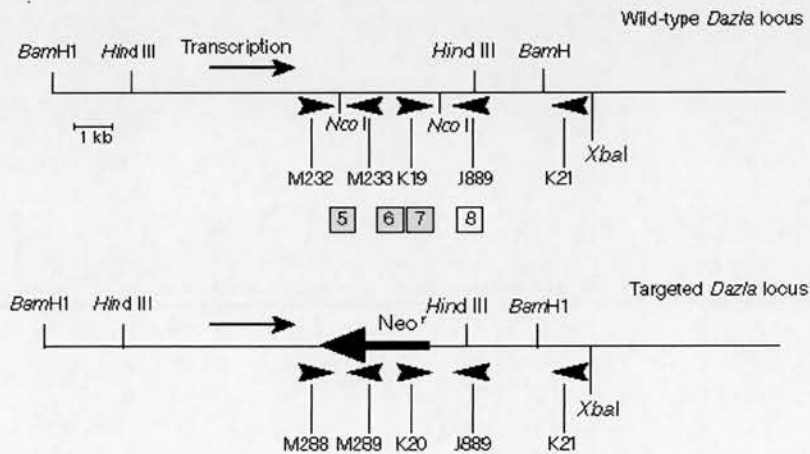 Wild-type Dazla locus
BamH1 Hind III Transcription Hind III BamH
1 kb
Nco I Nco I XbaI
M232 M233 K19 J889 K21
5 6 7 8
Targeted Dazla locus
BamH1 Hind III Neoʳ Hind III BamH1
XbaI
M288 M289 K20 J889 K21